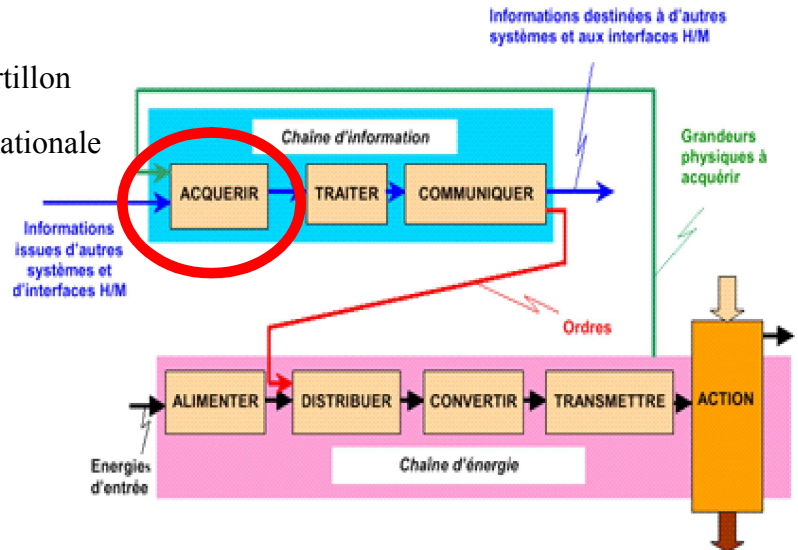 Informations destinées à d'autres
systèmes et aux interfaces H/M
rtillon
ationale
Chaîne d'information
Grandeurs
physiques à
acquérir
ACQUERIR
TRAITER
COMMUNIQUER
Informations
issues d'autres
systèmes et
d'interfaces H/M
Ordres
ALIMENTER
DISTRIBUER
CONVERTIR
TRANSMETTRE
ACTION
Energies
d'entrée
Chaîne d'énergie